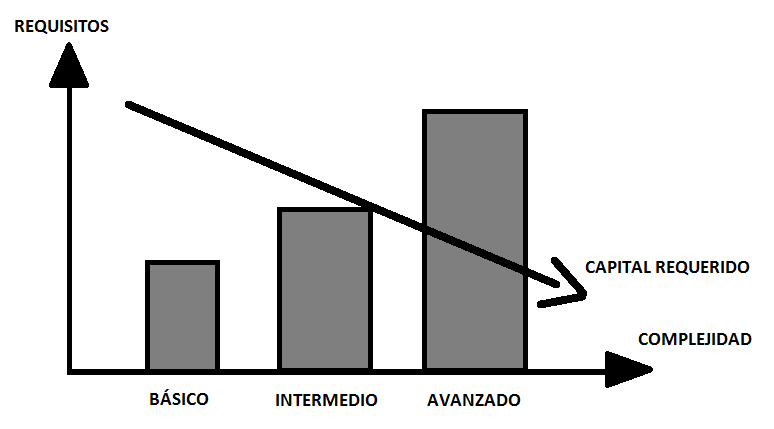 REQUISITOS
CAPITAL REQUERIDO
COMPLEJIDAD
BÁSICO
INTERMEDIO
AVANZADO